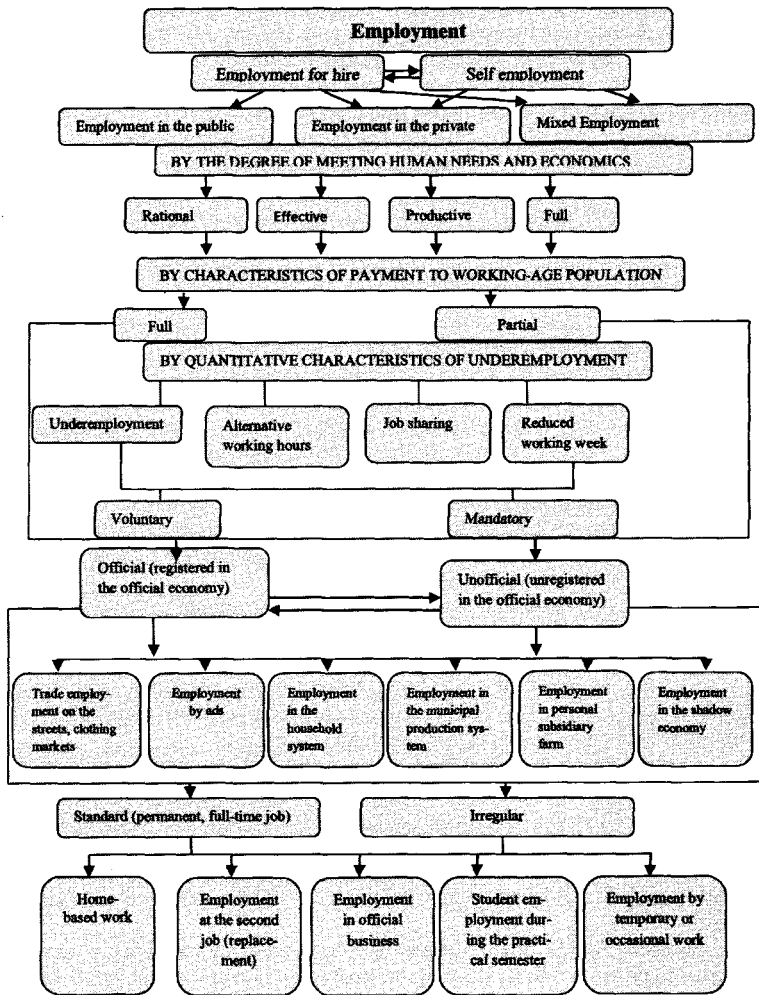 Employment
Employment for hire
Self employment
Employment in the public
Employment in the private
Mixed Employment
BY THE DEGREE OF MEETING HUMAN NEEDS AND ECONOMICS
Rational
Effective
Productive
Full
BY CHARACTERISTICS OF PAYMENT TO WORKING-AGE POPULATION
Full
Partial
BY QUANTITATIVE CHARACTERISTICS OF UNDEREMPLOYMENT
Underemployment
Alternative
working hours
Job sharing
Reduced
working week
Voluntary
Mandatory
Official (registered in
the official economy)
Unofficial (unregistered
in the official economy)
Trade employ-
ment on the
streets, clothing
markets
Employment
by ads
Employment
in the
household
system
Employment in
the municipal
production sys-
tem
Employment
in personal
subsidiary
farm
Employment
in the shadow
economy
Standard (permanent, full-time job)
Irregular
Home-
based work
Employment
at the second
job (replace-
ment)
Employment
in official
business
Student em-
ployment dur-
ing the practi-
cal semester
Employment by
temporary or
occasional work